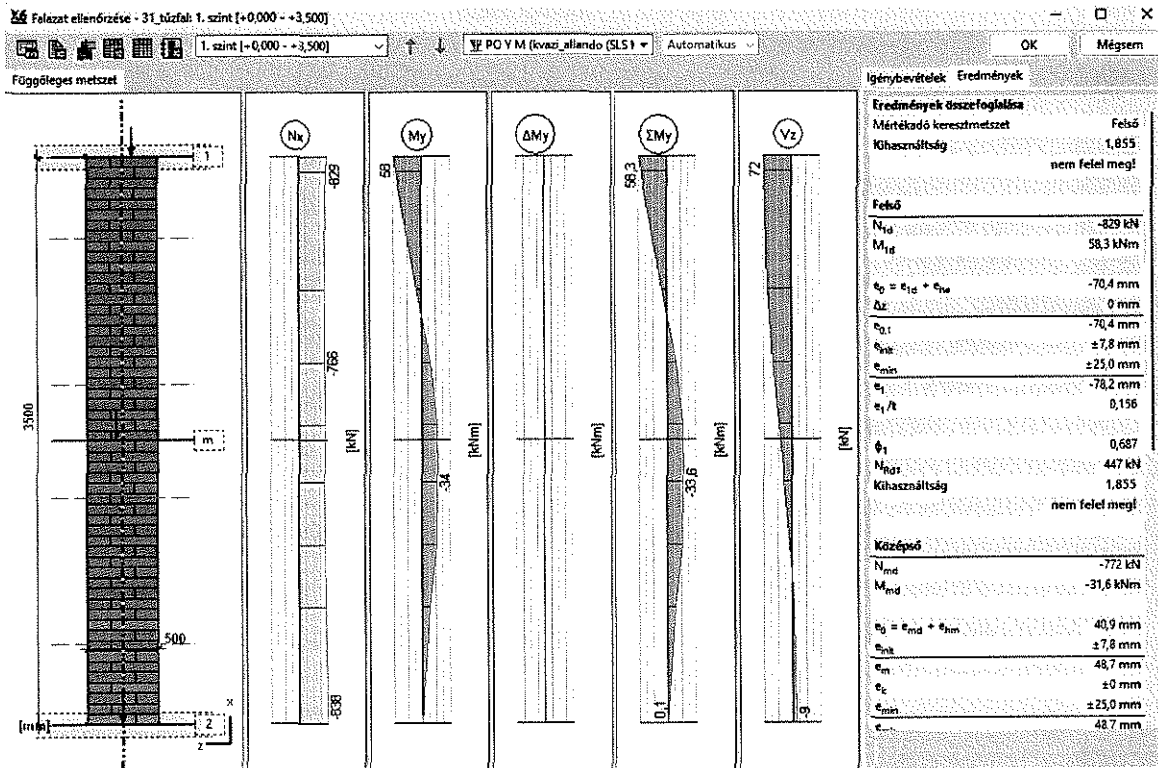 X6 Falazat ellenőrzése - 31_tűzfal: 1. szint [+0,000 - +3,500]
1. szint [+0,000 - +3,500]
PO Y M (kvazi_allando (SLS)
Automatikus
OK
Mégsem
Függőleges metszet
Igénybevételek Eredmények
Nx
My
ΔMy
ΣMy
Vz
1
m
2
3500
500
[mm]
x
z
-829
-766
-838
[kN]
58
-34
[kNm]
[kNm]
58,3
-33,6
0,1
[kNm]
72
-9
[kN]
Eredmények összefoglalása
Mértékadó keresztmetszet Felső
Kihasználtság 1,855
nem felel meg!
Felső
N1d -829 kN
M1d 58,3 kNm
e0 = e1d + ehe -70,4 mm
Δz 0 mm
e0,1 -70,4 mm
einit ±7,8 mm
emin ±25,0 mm
e1 -78,2 mm
e1/t 0,156
ϕ1 0,687
NRd1 447 kN
Kihasználtság 1,855
nem felel meg!
Középső
Nmd -772 kN
Mmd -31,6 kNm
e0 = emd + ehm 40,9 mm
einit ±7,8 mm
em 48,7 mm
ek ±0 mm
emin ±25,0 mm
48,7 mm